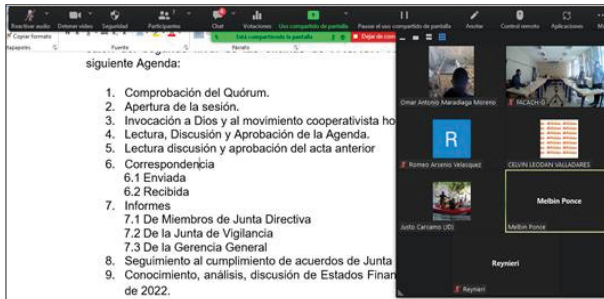 Reactivar audio
Detener video
Seguridad
Participantes
Chat
Votaciones
Uso compartido de pantalla
Pausar el uso compartido de pantalla
Anotar
Control remoto
Aplicaciones
Copiar formato
Fuente
Párrafo
Está compartiendo la pantalla
Dejar de
siguiente Agenda:
1. Comprobación del Quórum.
2. Apertura de la sesión.
3. Invocación a Dios y al movimiento cooperativista ho
4. Lectura, Discusión y Aprobación de la Agenda.
5. Lectura discusión y aprobación del acta anterior
6. Correspondencia
6.1 Enviada
6.2 Recibida
7. Informes
7.1 De Miembros de Junta Directiva
7.2 De la Junta de Vigilancia
7.3 De la Gerencia General
8. Seguimiento al cumplimiento de acuerdos de Junta
9. Conocimiento, análisis, discusión de Estados Finan
de 2022.
Omar Antonio Maradiaga Moreno
FACACH-G
R
Romeo Arsenio Velasquez
CELVIN LEODAN VALLADARES
Justo Carcamo (JD)
Melbin Ponce
Melbin Ponce
Reynieri
Reynieri